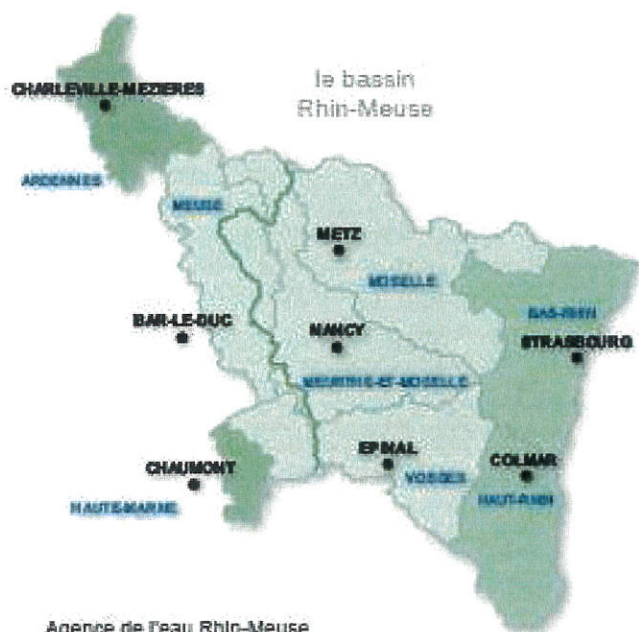 le bassin
Rhin-Meuse
CHARLEVILLE-MEZIERES
ARDENNES
MEUSE
METZ
MOSELLE
BAS-RHIN
BAR-LE-DUC
NANCY
STRASBOURG
MEURTHE-ET-MOSELLE
EPINAL
CHAUMONT
COLMAR
VOSGES
HAUT-RHIN
HAUTE-MARNE
Agence de l'eau Rhin-Meuse